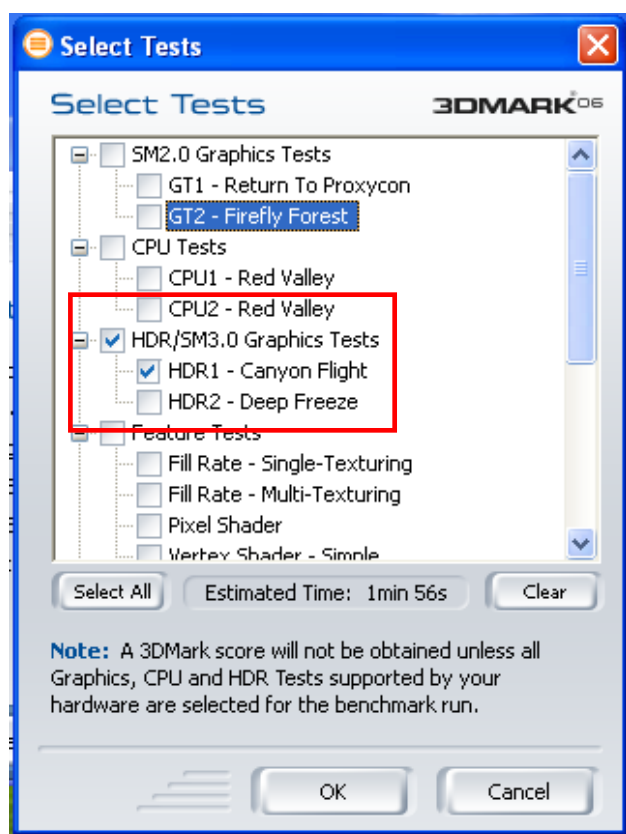 Select Tests
Select Tests
3DMARK®06
SM2.0 Graphics Tests
GT1 - Return To Proxycon
GT2 - Firefly Forest
CPU Tests
CPU1 - Red Valley
CPU2 - Red Valley
HDR/SM3.0 Graphics Tests
HDR1 - Canyon Flight
HDR2 - Deep Freeze
Feature Tests
Fill Rate - Single-Texturing
Fill Rate - Multi-Texturing
Pixel Shader
Vertex Shader - Simple
Select All
Estimated Time: 1min 56s
Clear
Note: A 3DMark score will not be obtained unless all
Graphics, CPU and HDR Tests supported by your
hardware are selected for the benchmark run.
OK
Cancel